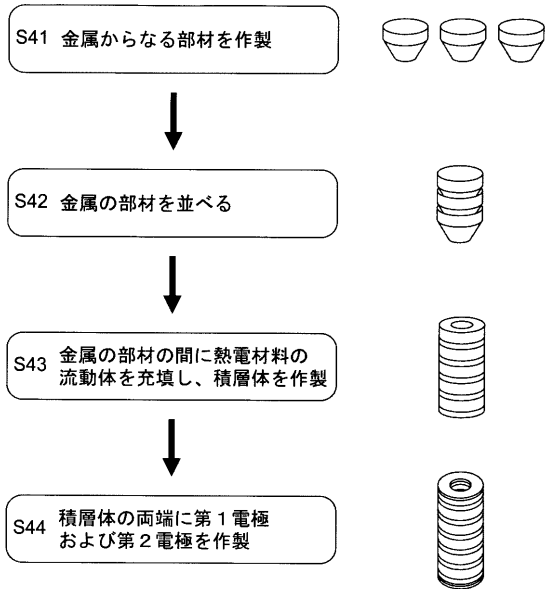 S41 金属からなる部材を作製
S42 金属の部材を並べる
S43 金属の部材の間に熱電材料の
流動体を充填し、積層体を作製
S44 積層体の両端に第１電極
および第２電極を作製